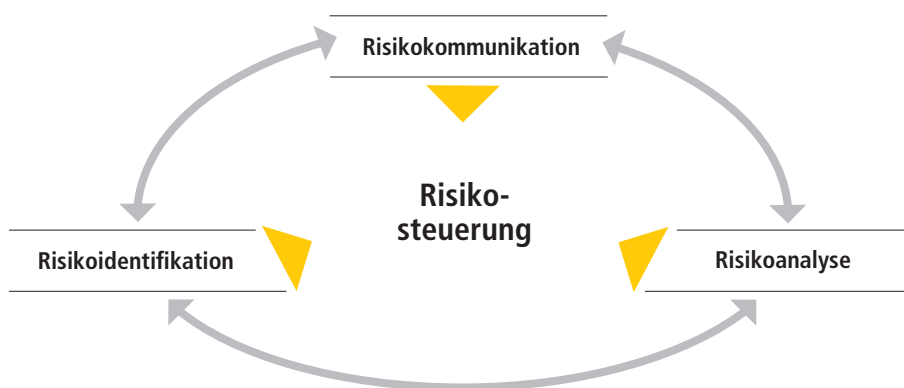 Risikokommunikation
Risiko-
steuerung
Risikoidentifikation
Risikoanalyse